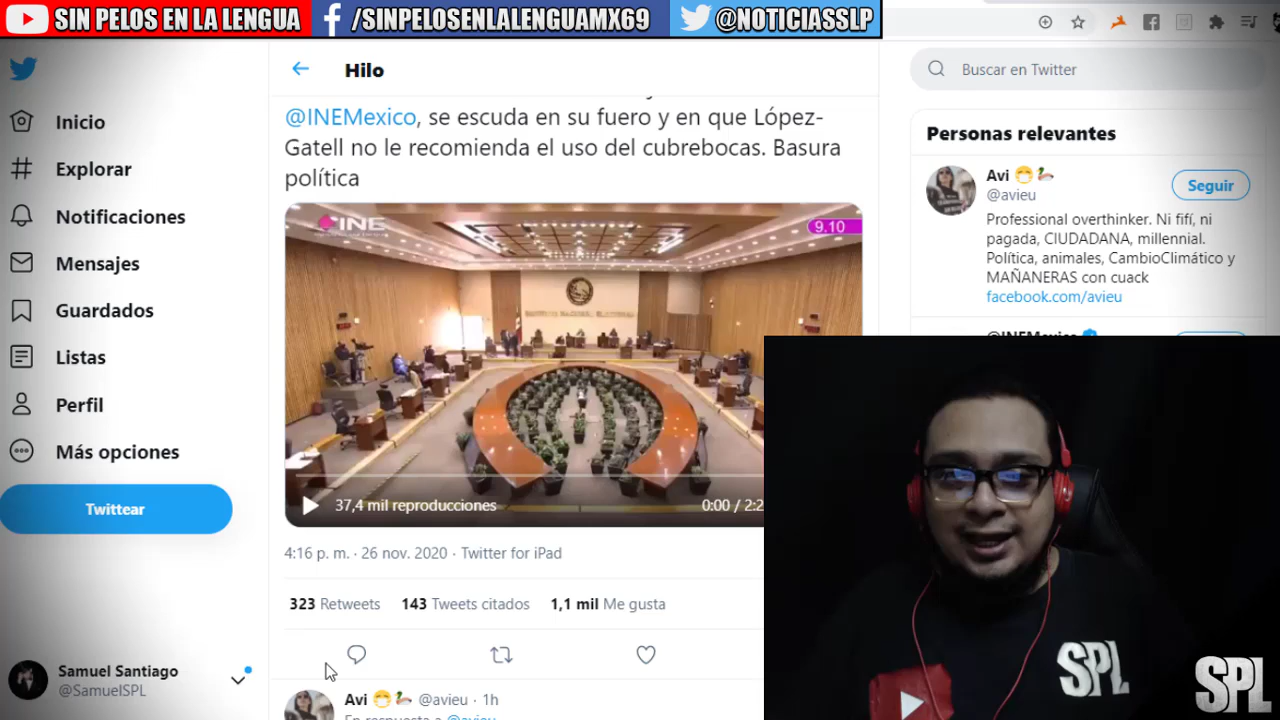 SIN PELOS EN LA LENGUA
/SINPELOSENLALENGUAMX69
@NOTICIASSLP
Inicio
Explorar
Notificaciones
Mensajes
Guardados
Listas
Perfil
Más opciones
Twittear
Samuel Santiago
@SamuelSPL
Hilo
@INEMexico, se escuda en su fuero y en que López-
Gatell no le recomienda el uso del cubrebocas. Basura
política
INE
9.10
37,4 mil reproducciones
0:00 / 2:2
4:16 p. m. · 26 nov. 2020 · Twitter for iPad
323 Retweets 143 Tweets citados 1,1 mil Me gusta
Avi @avieu · 1h
En respuesta a @avieu
Buscar en Twitter
Personas relevantes
Avi
@avieu
Seguir
Professional overthinker. Ni fifí, ni
pagada, CIUDADANA, millennial.
Política, animales, CambioClimático y
MAÑANERAS con cuack
facebook.com/avieu
@INEMexico
SPL
SPL